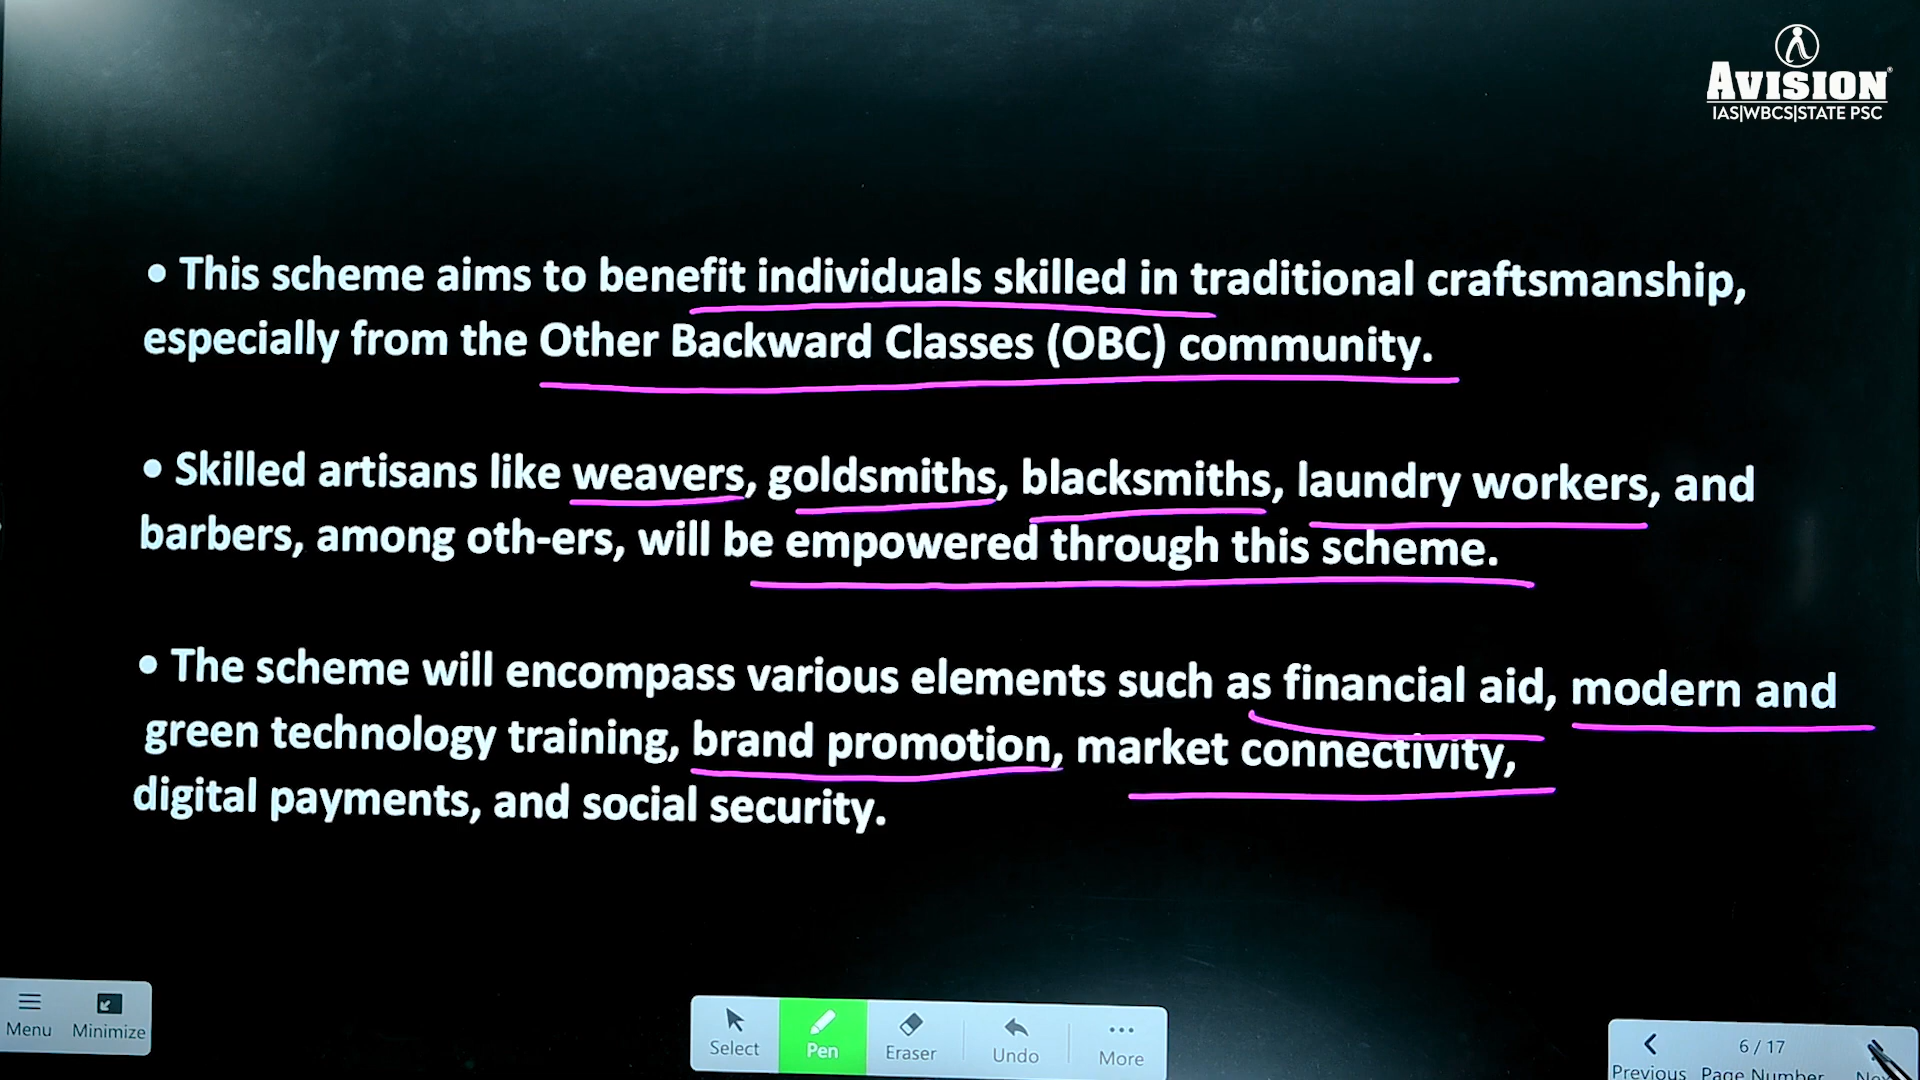 AVISION
IAS|WBCS|STATE PSC
• This scheme aims to benefit individuals skilled in traditional craftsmanship,
especially from the Other Backward Classes (OBC) community.
• Skilled artisans like weavers, goldsmiths, blacksmiths, laundry workers, and
barbers, among oth-ers, will be empowered through this scheme.
• The scheme will encompass various elements such as financial aid, modern and
green technology training, brand promotion, market connectivity,
digital payments, and social security.
Menu Minimize
Select Pen Eraser Undo More
6 / 17
Previous Page Number